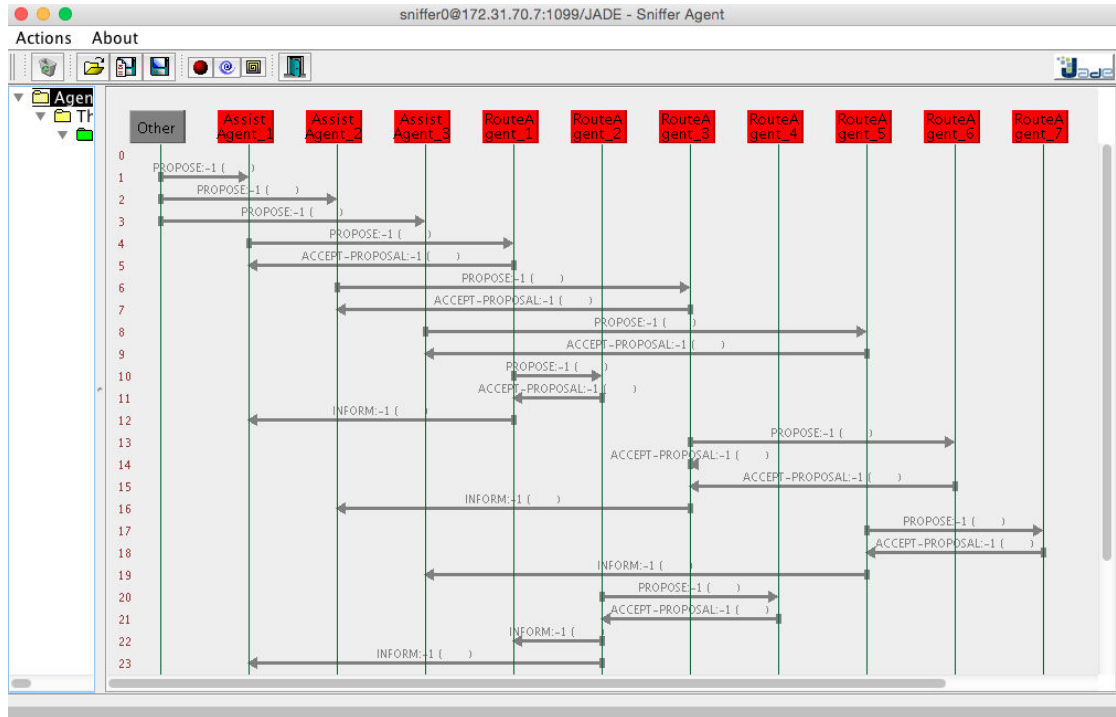 sniffer0@172.31.70.7:1099/JADE - Sniffer Agent
Actions About
Jade
Agen
Th
Other
Assist
Agent_1
Assist
Agent_2
Assist
Agent_3
RouteA
gent_1
RouteA
gent_2
RouteA
gent_3
RouteA
gent_4
RouteA
gent_5
RouteA
gent_6
RouteA
gent_7
0
PROPOSE:-1 ( )
1
PROPOSE:-1 ( )
2
PROPOSE:-1 ( )
3
PROPOSE:-1 ( )
4
ACCEPT-PROPOSAL:-1 ( )
5
PROPOSE:-1 ( )
6
ACCEPT-PROPOSAL:-1 ( )
7
PROPOSE:-1 ( )
8
ACCEPT-PROPOSAL:-1 ( )
9
PROPOSE:-1 ( )
10
ACCEPT-PROPOSAL:-1 ( )
11
INFORM:-1 ( )
12
PROPOSE:-1 ( )
13
ACCEPT-PROPOSAL:-1 ( )
14
ACCEPT-PROPOSAL:-1 ( )
15
INFORM:-1 ( )
16
PROPOSE:-1 ( )
17
ACCEPT-PROPOSAL:-1 ( )
18
INFORM:-1 ( )
19
PROPOSE:-1 ( )
20
ACCEPT-PROPOSAL:-1 ( )
21
INFORM:-1 ( )
22
INFORM:-1 ( )
23